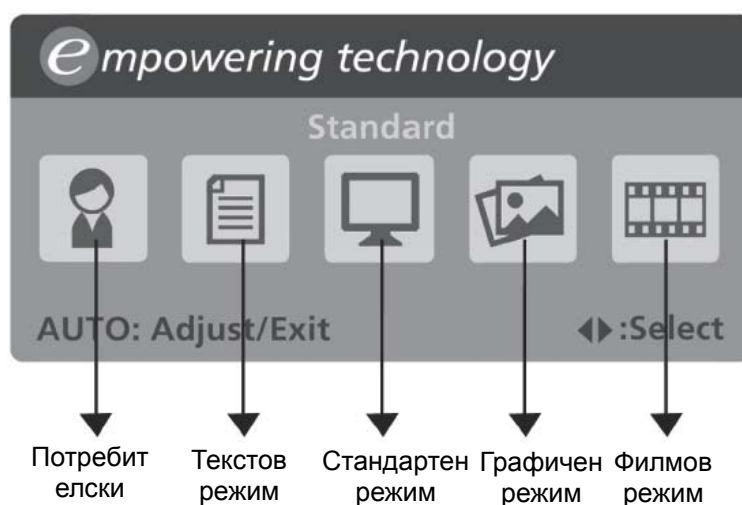 empowering technology
Standard
AUTO: Adjust/Exit ◀▶:Select
Потребит
елски
Текстов
режим
Стандартен
режим
Графичен
режим
Филмов
режим